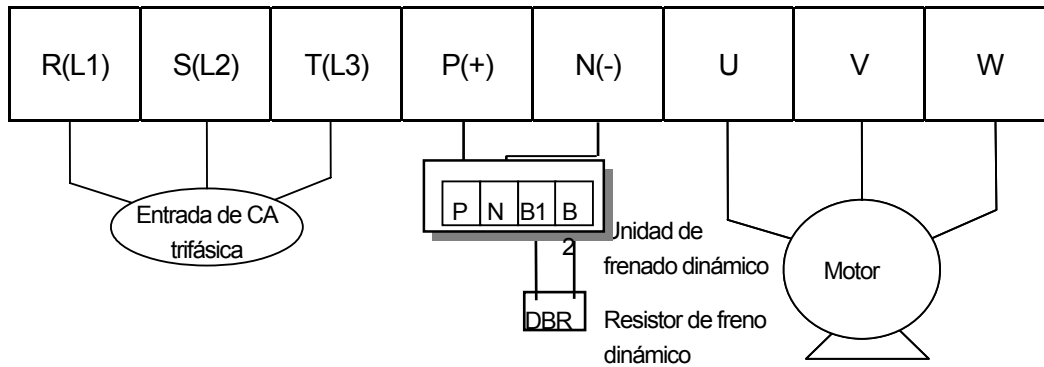 R(L1) S(L2) T(L3) P(+) N(-) U V W
P N B1 B
2
Entrada de CA
trifásica
Unidad de
frenado dinámico
Motor
DBR
Resistor de freno
dinámico